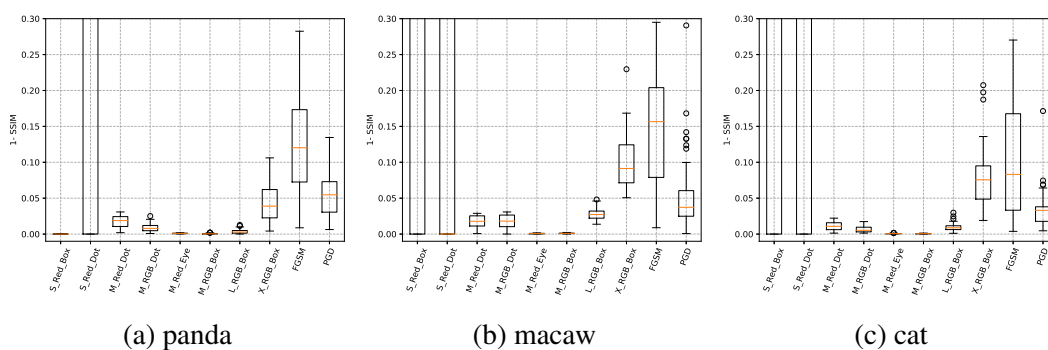 0.30
0.25
0.20
0.15
0.10
0.05
0.00
1- SSIM
S_Red_Box
S_Red_Dot
M_Red_Dot
M_RGB_Dot
M_Red_Eye
M_RGB_Box
L_RGB_Box
X_RGB_Box
FGSM
PGD
(a) panda
0.30
0.25
0.20
0.15
0.10
0.05
0.00
1- SSIM
S_Red_Box
S_Red_Dot
M_Red_Dot
M_RGB_Dot
M_Red_Eye
M_RGB_Box
L_RGB_Box
X_RGB_Box
FGSM
PGD
(b) macaw
0.30
0.25
0.20
0.15
0.10
0.05
0.00
1- SSIM
S_Red_Box
S_Red_Dot
M_Red_Dot
M_RGB_Dot
M_Red_Eye
M_RGB_Box
L_RGB_Box
X_RGB_Box
FGSM
PGD
(c) cat